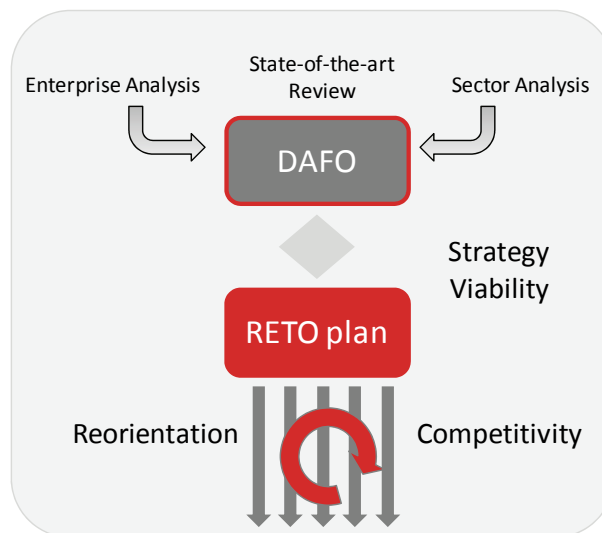 State-of-the-art
Review
Enterprise Analysis
Sector Analysis
DAFO
Strategy
Viability
RETO plan
Reorientation
Competitivity